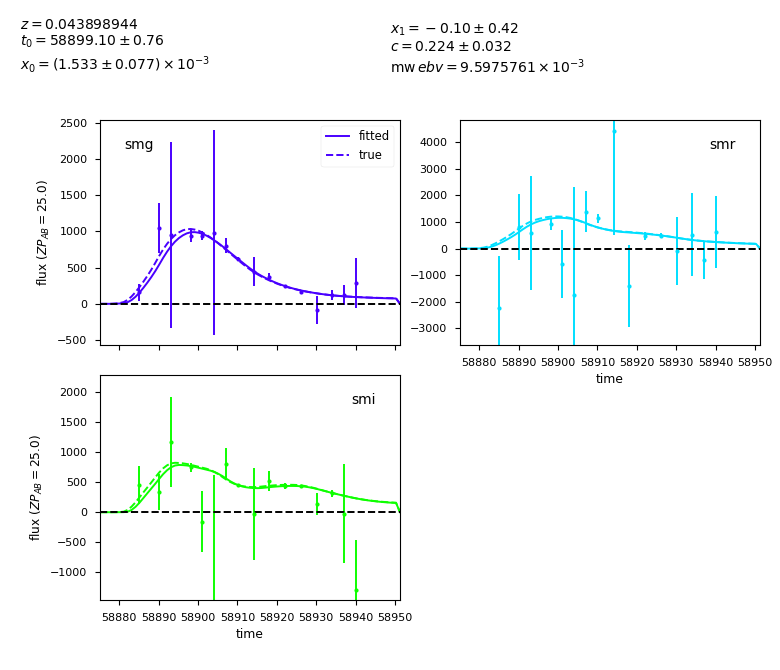 z = 0.043898944
t₀ = 58899.10 ± 0.76
x₀ = (1.533 ± 0.077) × 10⁻³
x₁ = −0.10 ± 0.42
c = 0.224 ± 0.032
mw ebv = 9.5975761 × 10⁻³
smg
fitted
true
flux (ZP_AB = 25.0)
2500
2000
1500
1000
500
0
−500
smr
4000
3000
2000
1000
0
−1000
−2000
−3000
58880 58890 58900 58910 58920 58930 58940 58950
time
smi
flux (ZP_AB = 25.0)
2000
1500
1000
500
0
−500
−1000
58880 58890 58900 58910 58920 58930 58940 58950
time